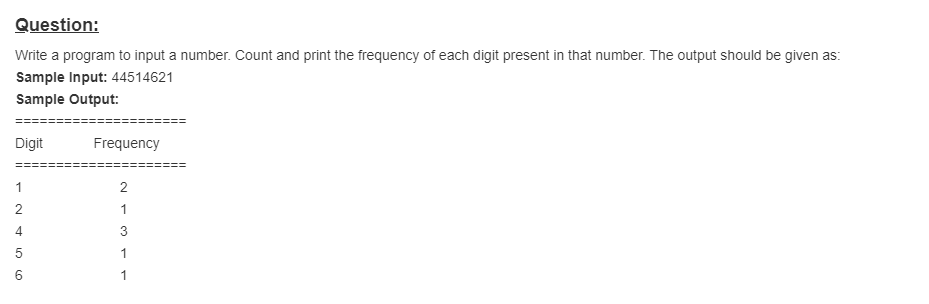 Question:
Write a program to input a number. Count and print the frequency of each digit present in that number. The output should be given as:
Sample Input: 44514621
Sample Output:
=====================
Digit Frequency
=====================
1 2
2 1
4 3
5 1
6 1